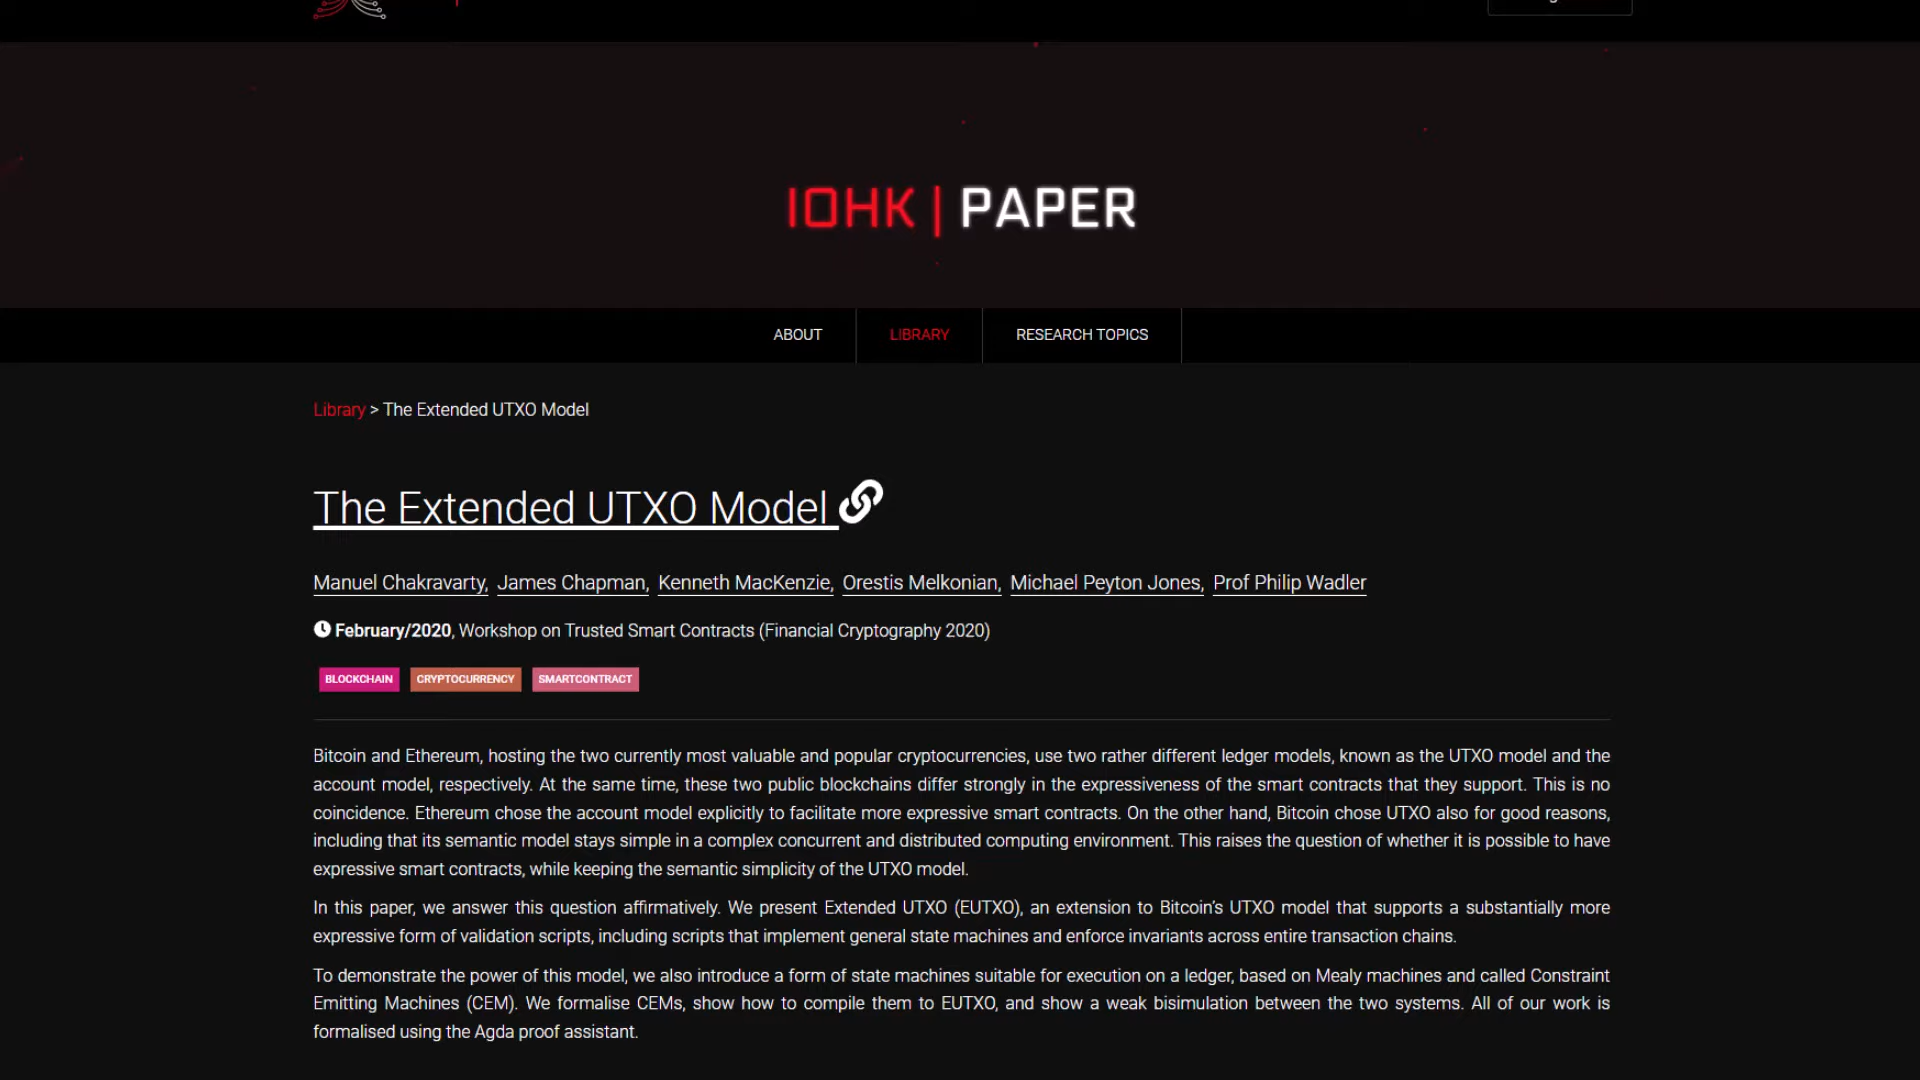 IOHK | PAPER
ABOUT
LIBRARY
RESEARCH TOPICS
Library > The Extended UTXO Model
The Extended UTXO Model
Manuel Chakravarty, James Chapman, Kenneth MacKenzie, Orestis Melkonian, Michael Peyton Jones, Prof Philip Wadler
February/2020, Workshop on Trusted Smart Contracts (Financial Cryptography 2020)
BLOCKCHAIN CRYPTOCURRENCY SMARTCONTRACT
Bitcoin and Ethereum, hosting the two currently most valuable and popular cryptocurrencies, use two rather different ledger models, known as the UTXO model and the
account model, respectively. At the same time, these two public blockchains differ strongly in the expressiveness of the smart contracts that they support. This is no
coincidence. Ethereum chose the account model explicitly to facilitate more expressive smart contracts. On the other hand, Bitcoin chose UTXO also for good reasons,
including that its semantic model stays simple in a complex concurrent and distributed computing environment. This raises the question of whether it is possible to have
expressive smart contracts, while keeping the semantic simplicity of the UTXO model.
In this paper, we answer this question affirmatively. We present Extended UTXO (EUTXO), an extension to Bitcoin’s UTXO model that supports a substantially more
expressive form of validation scripts, including scripts that implement general state machines and enforce invariants across entire transaction chains.
To demonstrate the power of this model, we also introduce a form of state machines suitable for execution on a ledger, based on Mealy machines and called Constraint
Emitting Machines (CEM). We formalise CEMs, show how to compile them to EUTXO, and show a weak bisimulation between the two systems. All of our work is
formalised using the Agda proof assistant.